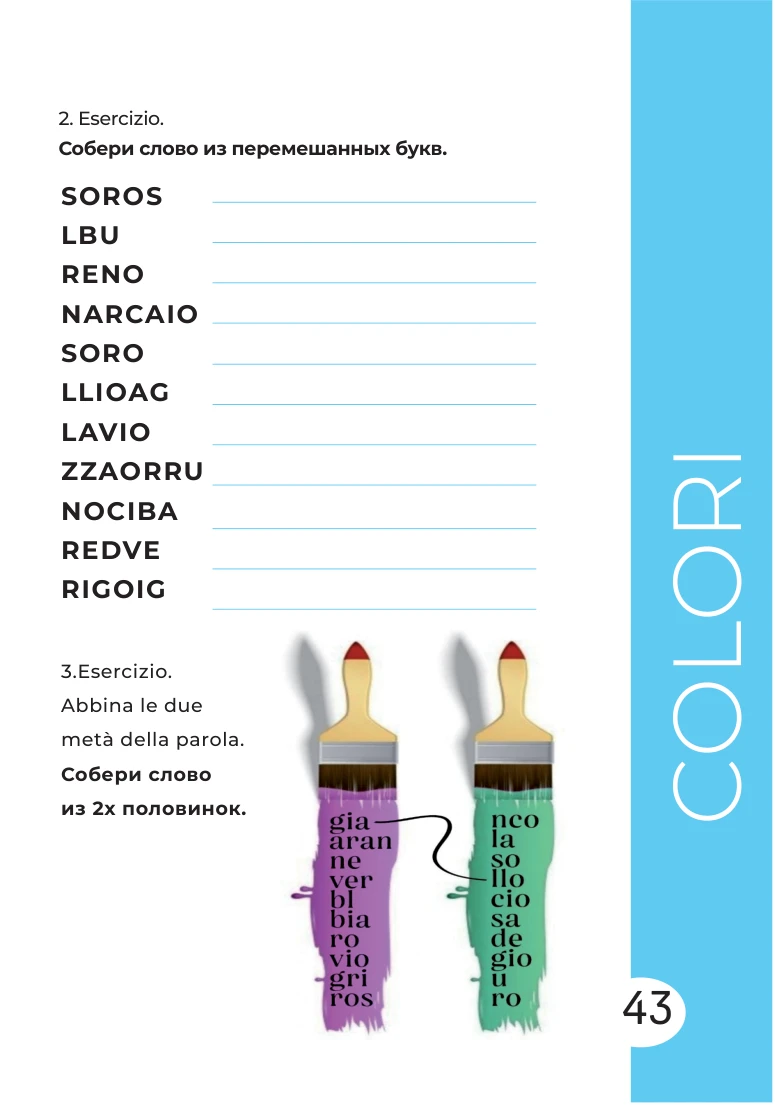 2. Esercizio.
Собери слово из перемешанных букв.
SOROS
LBU
RENO
NARCAIO
SORO
LLIOAG
LAVIO
ZZAORRU
NOCIBA
REDVE
RIGOIG
3.Esercizio.
Abbina le due
metà della parola.
Собери слово
из 2х половинок.
gia
aran
ne
ver
bl
bia
ro
vio
gri
ros
nco
la
so
llo
cio
sa
de
gio
u
ro
COLORI
43